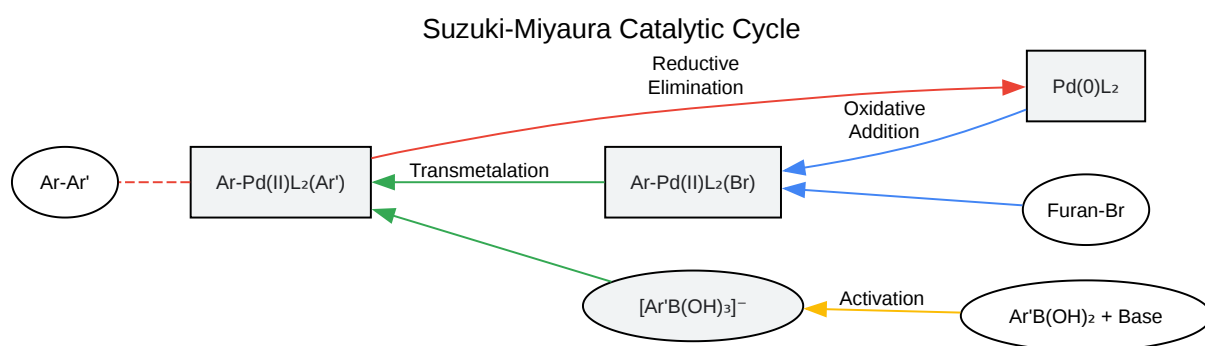 Suzuki-Miyaura Catalytic Cycle
Reductive
Elimination
Pd(0)L₂
Oxidative
Addition
Ar-Ar'
Ar-Pd(II)L₂(Ar')
Transmetalation
Ar-Pd(II)L₂(Br)
Furan-Br
[Ar'B(OH)₃]⁻
Activation
Ar'B(OH)₂ + Base